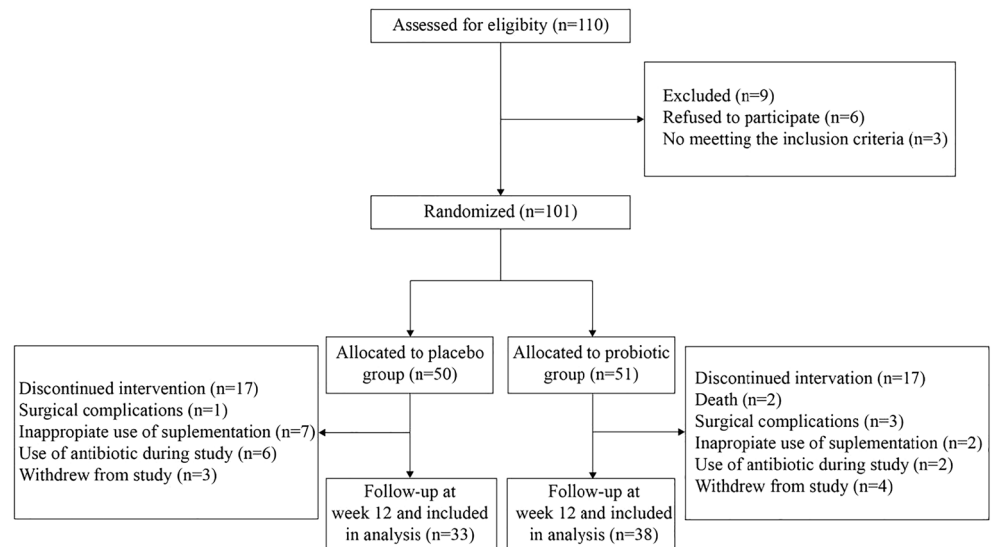 Assessed for eligibity (n=110)
Excluded (n=9)
Refused to participate (n=6)
No meetting the inclusion criteria (n=3)
Randomized (n=101)
Allocated to placebo
group (n=50)
Allocated to probiotic
group (n=51)
Discontinued intervention (n=17)
Surgical complications (n=1)
Inappropiate use of suplementation (n=7)
Use of antibiotic during study (n=6)
Withdrew from study (n=3)
Discontinued intervation (n=17)
Death (n=2)
Surgical complications (n=3)
Inapropiate use of suplementation (n=2)
Use of antibiotic during study (n=2)
Withdrew from study (n=4)
Follow-up at
week 12 and included
in analysis (n=33)
Follow-up at
week 12 and included
in analysis (n=38)